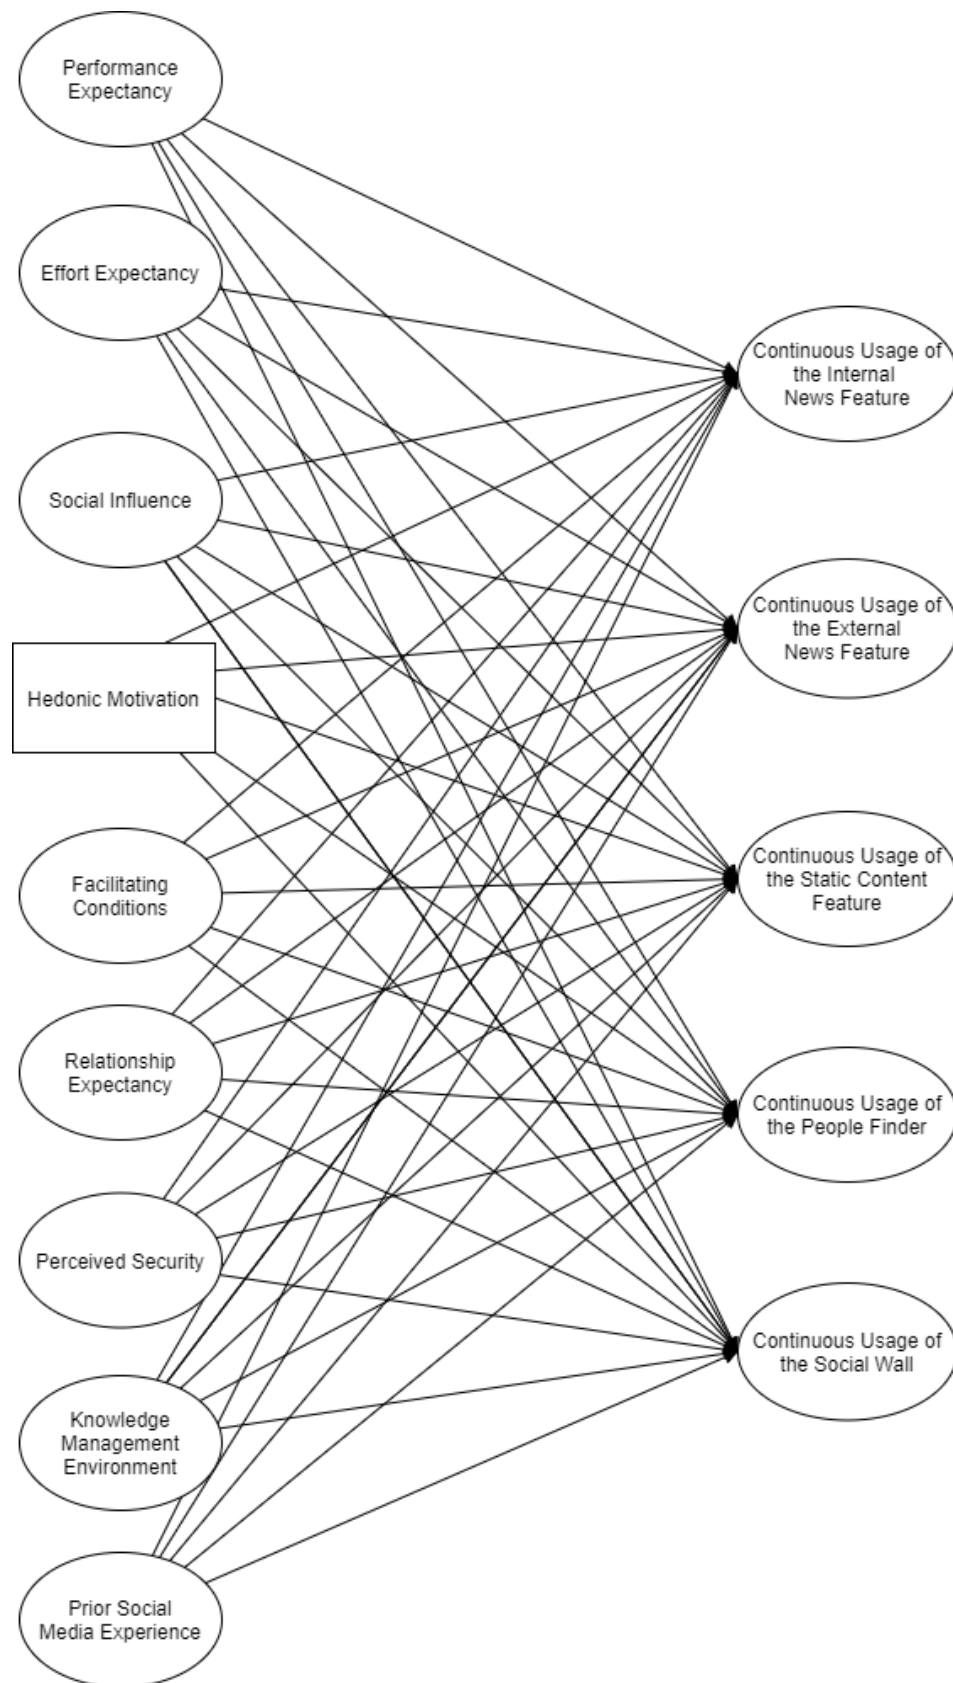 Performance
Expectancy
Effort Expectancy
Social Influence
Hedonic Motivation
Facilitating
Conditions
Relationship
Expectancy
Perceived Security
Knowledge
Management
Environment
Prior Social
Media Experience
Continuous Usage of
the Internal
News Feature
Continuous Usage of
the External
News Feature
Continuous Usage of
the Static Content
Feature
Continuous Usage of
the People Finder
Continuous Usage of
the Social Wall